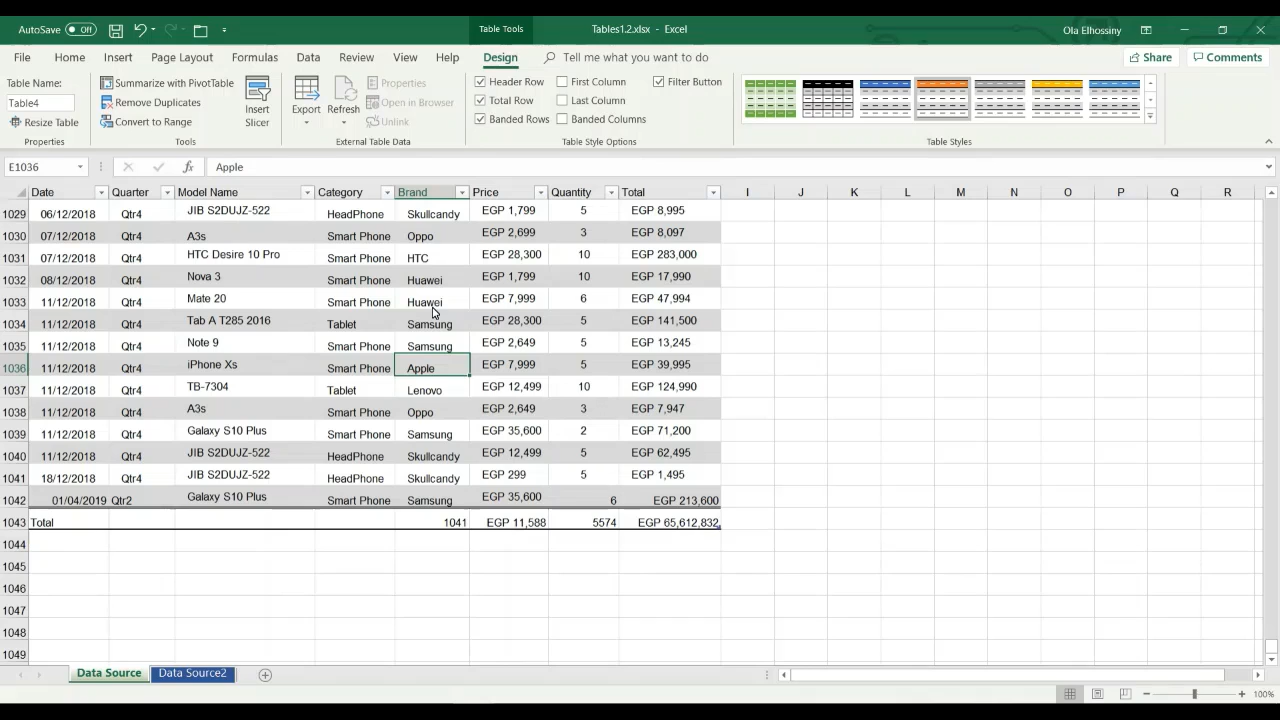 AutoSave Off Table Tools Tables1.2.xlsx - Excel Ola Elhossiny
File Home Insert Page Layout Formulas Data Review View Help Design Tell me what you want to do Share Comments
Table Name:
Table4
Resize Table
Properties
Summarize with PivotTable
Remove Duplicates
Convert to Range
Insert
Slicer
Tools
Export
Refresh
Properties
Open in Browser
Unlink
External Table Data
Header Row First Column Filter Button
Total Row Last Column
Banded Rows Banded Columns
Table Style Options
Table Styles
E1036 fx Apple
Date Quarter Model Name Category Brand Price Quantity Total I J K L M N O P Q R
1029 06/12/2018 Qtr4 JIB S2DUJZ-522 HeadPhone Skullcandy EGP 1,799 5 EGP 8,995
1030 07/12/2018 Qtr4 A3s Smart Phone Oppo EGP 2,699 3 EGP 8,097
1031 07/12/2018 Qtr4 HTC Desire 10 Pro Smart Phone HTC EGP 28,300 10 EGP 283,000
1032 08/12/2018 Qtr4 Nova 3 Smart Phone Huawei EGP 1,799 10 EGP 17,990
1033 11/12/2018 Qtr4 Mate 20 Smart Phone Huawei EGP 7,999 6 EGP 47,994
1034 11/12/2018 Qtr4 Tab A T285 2016 Tablet Samsung EGP 28,300 5 EGP 141,500
1035 11/12/2018 Qtr4 Note 9 Smart Phone Samsung EGP 2,649 5 EGP 13,245
1036 11/12/2018 Qtr4 iPhone Xs Smart Phone Apple EGP 7,999 5 EGP 39,995
1037 11/12/2018 Qtr4 TB-7304 Tablet Lenovo EGP 12,499 10 EGP 124,990
1038 11/12/2018 Qtr4 A3s Smart Phone Oppo EGP 2,649 3 EGP 7,947
1039 11/12/2018 Qtr4 Galaxy S10 Plus Smart Phone Samsung EGP 35,600 2 EGP 71,200
1040 11/12/2018 Qtr4 JIB S2DUJZ-522 HeadPhone Skullcandy EGP 12,499 5 EGP 62,495
1041 18/12/2018 Qtr4 JIB S2DUJZ-522 HeadPhone Skullcandy EGP 299 5 EGP 1,495
1042 01/04/2019 Qtr2 Galaxy S10 Plus Smart Phone Samsung EGP 35,600 6 EGP 213,600
1043 Total 1041 EGP 11,588 5574 EGP 65,612,832
1044
1045
1046
1047
1048
1049
Data Source Data Source2
100%